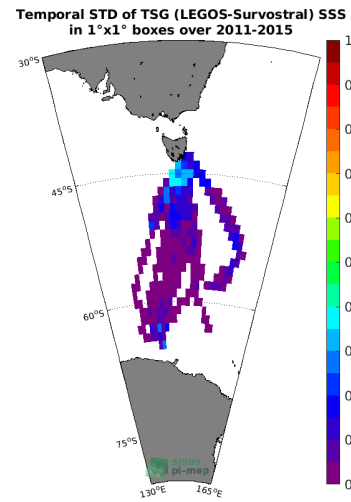 Temporal STD of TSG (LEGOS-Survostral) SSS
in 1°x1° boxes over 2011-2015
30°S
45°S
60°S
75°S
130°E
165°E
1
0
0
0
0
0
0
0
0
0
0
smos
pi-mep